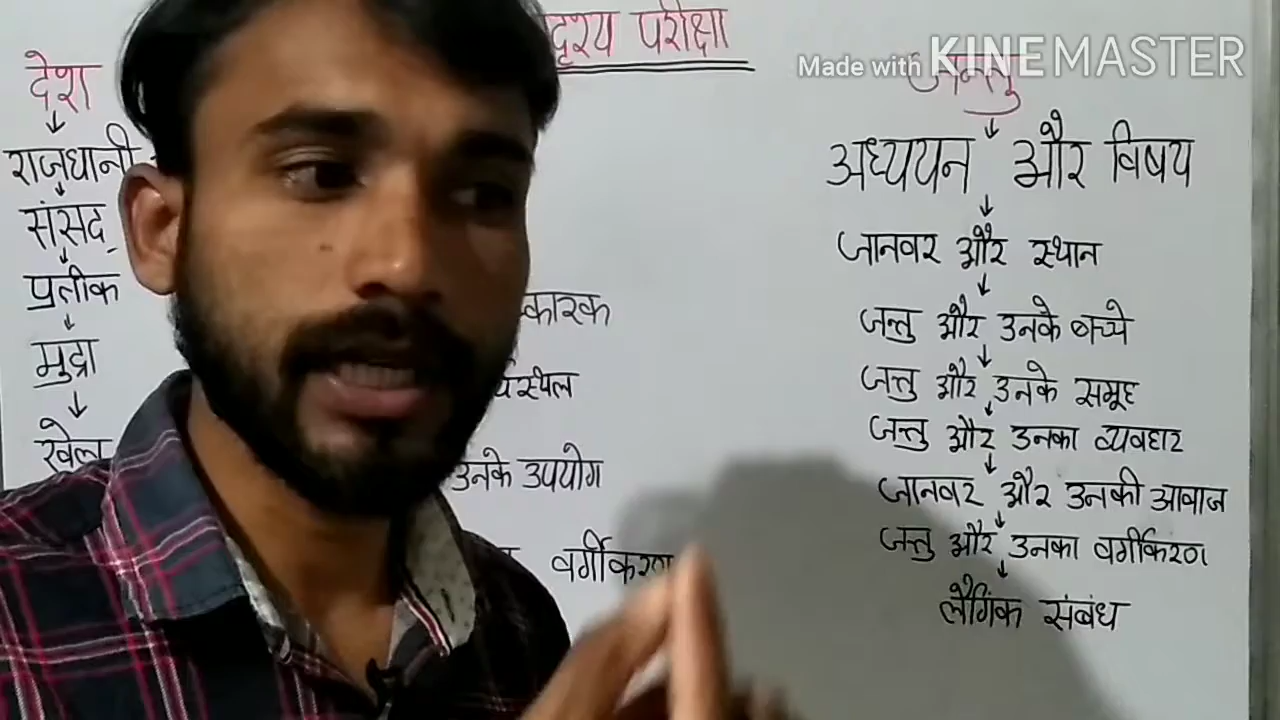 दृश्य परीक्षा
Made with KINEMASTER
देश
राजधानी
संसद
प्रतीक
मुद्रा
खेल
कारक
उनके उपयोग
वर्गीकरण
जन्तु
अध्ययन और विषय
जानवर और स्थान
जन्तु और उनके बच्चे
जन्तु और उनके समूह
जन्तु और उनका व्यवहार
जानवर और उनकी आवाज
जन्तु और उनका वर्गीकरण
लैगिंक संबंध